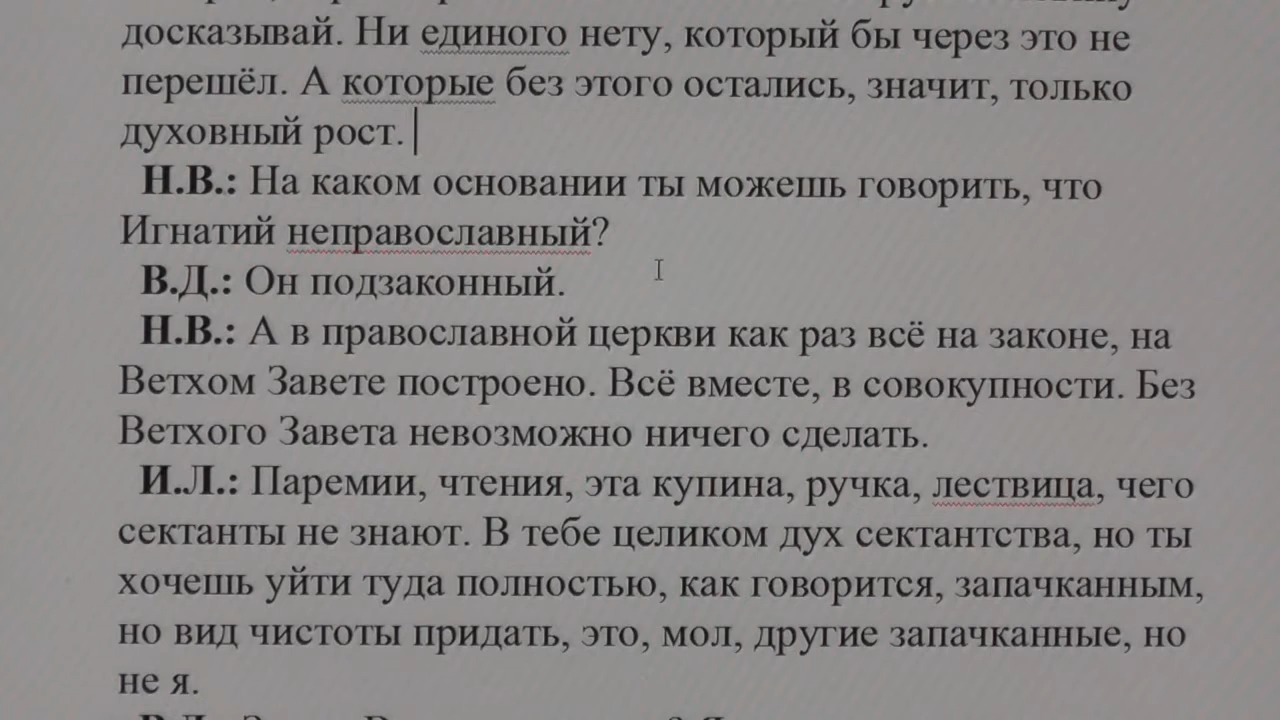 досказывай. Ни единого нету, который бы через это не
перешёл. А которые без этого остались, значит, только
духовный рост.
Н.В.: На каком основании ты можешь говорить, что
Игнатий неправославный?
В.Д.: Он подзаконный.
Н.В.: А в православной церкви как раз всё на законе, на
Ветхом Завете построено. Всё вместе, в совокупности. Без
Ветхого Завета невозможно ничего сделать.
И.Л.: Паремии, чтения, эта купина, ручка, лествица, чего
сектанты не знают. В тебе целиком дух сектантства, но ты
хочешь уйти туда полностью, как говорится, запачканным,
но вид чистоты придать, это, мол, другие запачканные, но
не я.